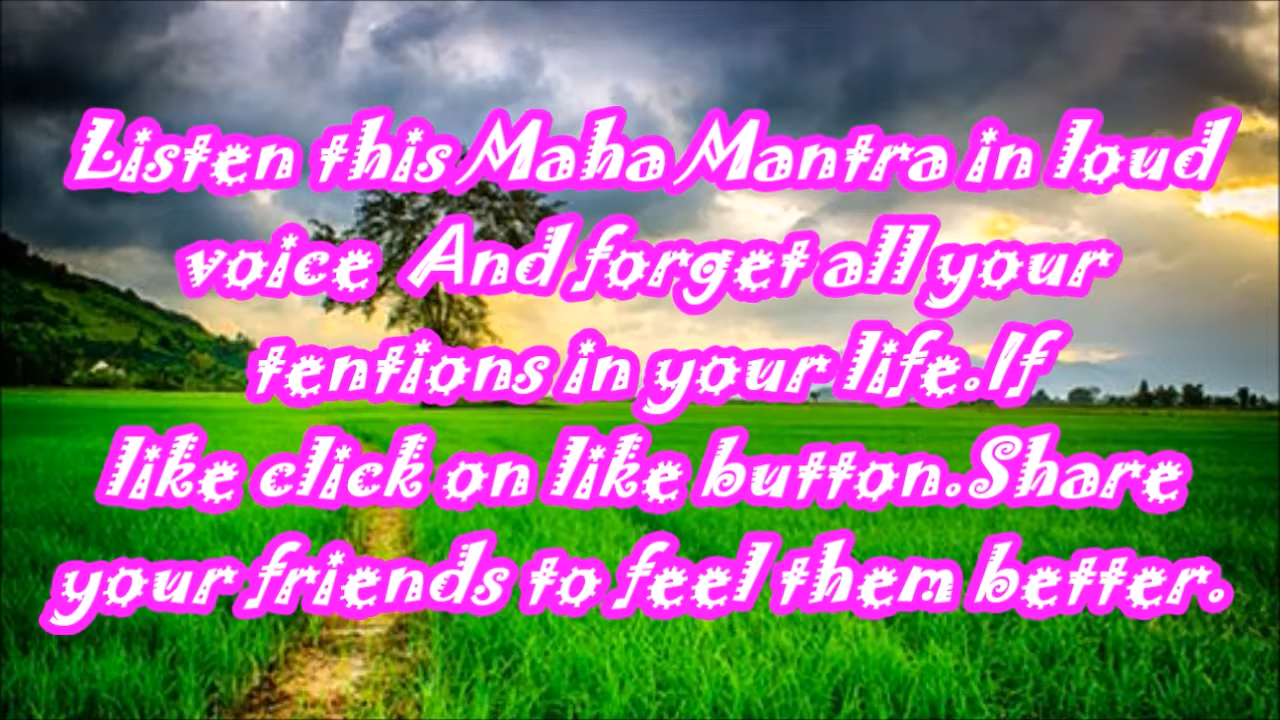 Listen this Maha Mantra in loud
voice And forget all your
tentions in your life.If
like click on like button.Share
your friends to feel them better.